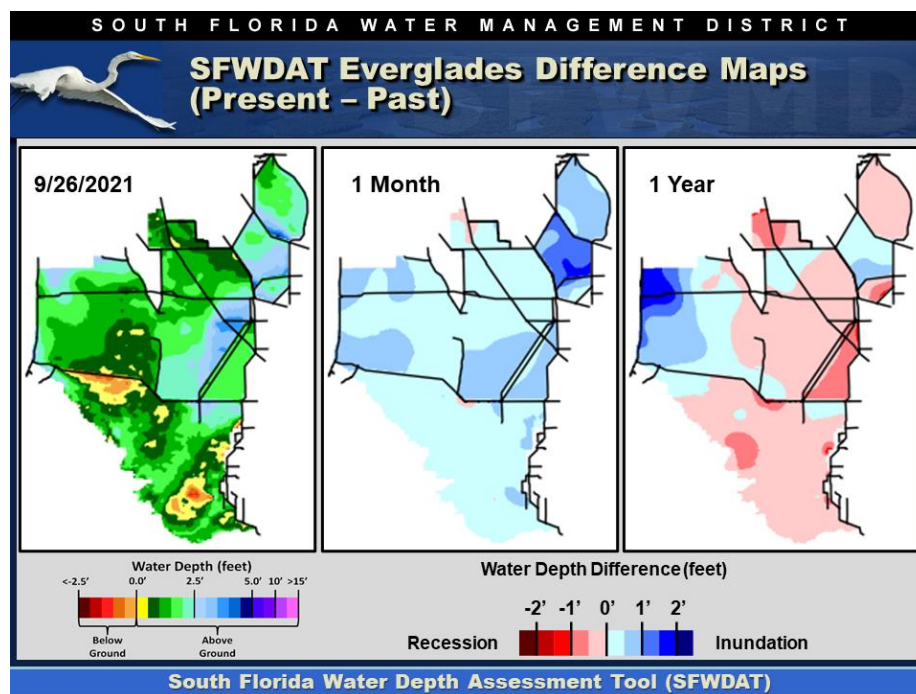 SOUTH FLORIDA WATER MANAGEMENT DISTRICT
SFWDAT Everglades Difference Maps
(Present – Past)
SFWMD
9/26/2021
1 Month
1 Year
Water Depth (feet)
<-2.5' 0.0' 2.5' 5.0' 10' >15'
Below
Ground
Above
Ground
Water Depth Difference (feet)
-2' -1' 0' 1' 2'
Recession
Inundation
South Florida Water Depth Assessment Tool (SFWDAT)